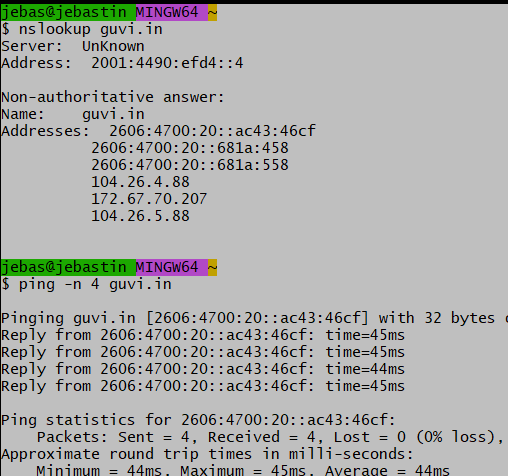 jebas@jebastin MINGW64 ~
$ nslookup guvi.in
Server:  UnKnown
Address:  2001:4490:efd4::4

Non-authoritative answer:
Name:    guvi.in
Addresses:  2606:4700:20::ac43:46cf
          2606:4700:20::681a:458
          2606:4700:20::681a:558
          104.26.4.88
          172.67.70.207
          104.26.5.88

jebas@jebastin MINGW64 ~
$ ping -n 4 guvi.in

Pinging guvi.in [2606:4700:20::ac43:46cf] with 32 bytes
Reply from 2606:4700:20::ac43:46cf: time=45ms
Reply from 2606:4700:20::ac43:46cf: time=45ms
Reply from 2606:4700:20::ac43:46cf: time=44ms
Reply from 2606:4700:20::ac43:46cf: time=45ms

Ping statistics for 2606:4700:20::ac43:46cf:
    Packets: Sent = 4, Received = 4, Lost = 0 (0% loss),
Approximate round trip times in milli-seconds:
    Minimum = 44ms, Maximum = 45ms, Average = 44ms